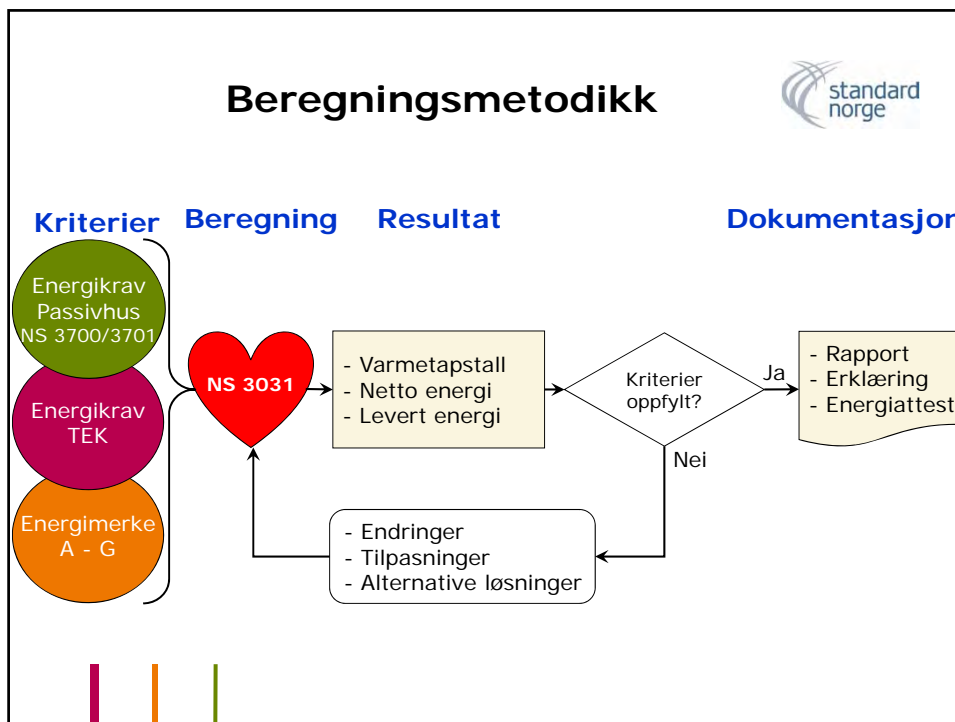 Beregningsmetodikk
standard
norge
Kriterier
Beregning
Resultat
Dokumentasjon
Energikrav
Passivhus
NS 3700/3701
Energikrav
TEK
Energimerke
A - G
NS 3031
- Varmetapstall
- Netto energi
- Levert energi
Kriterier
oppfylt?
Ja
Nei
- Rapport
- Erklæring
- Energiattest
- Endringer
- Tilpasninger
- Alternative løsninger